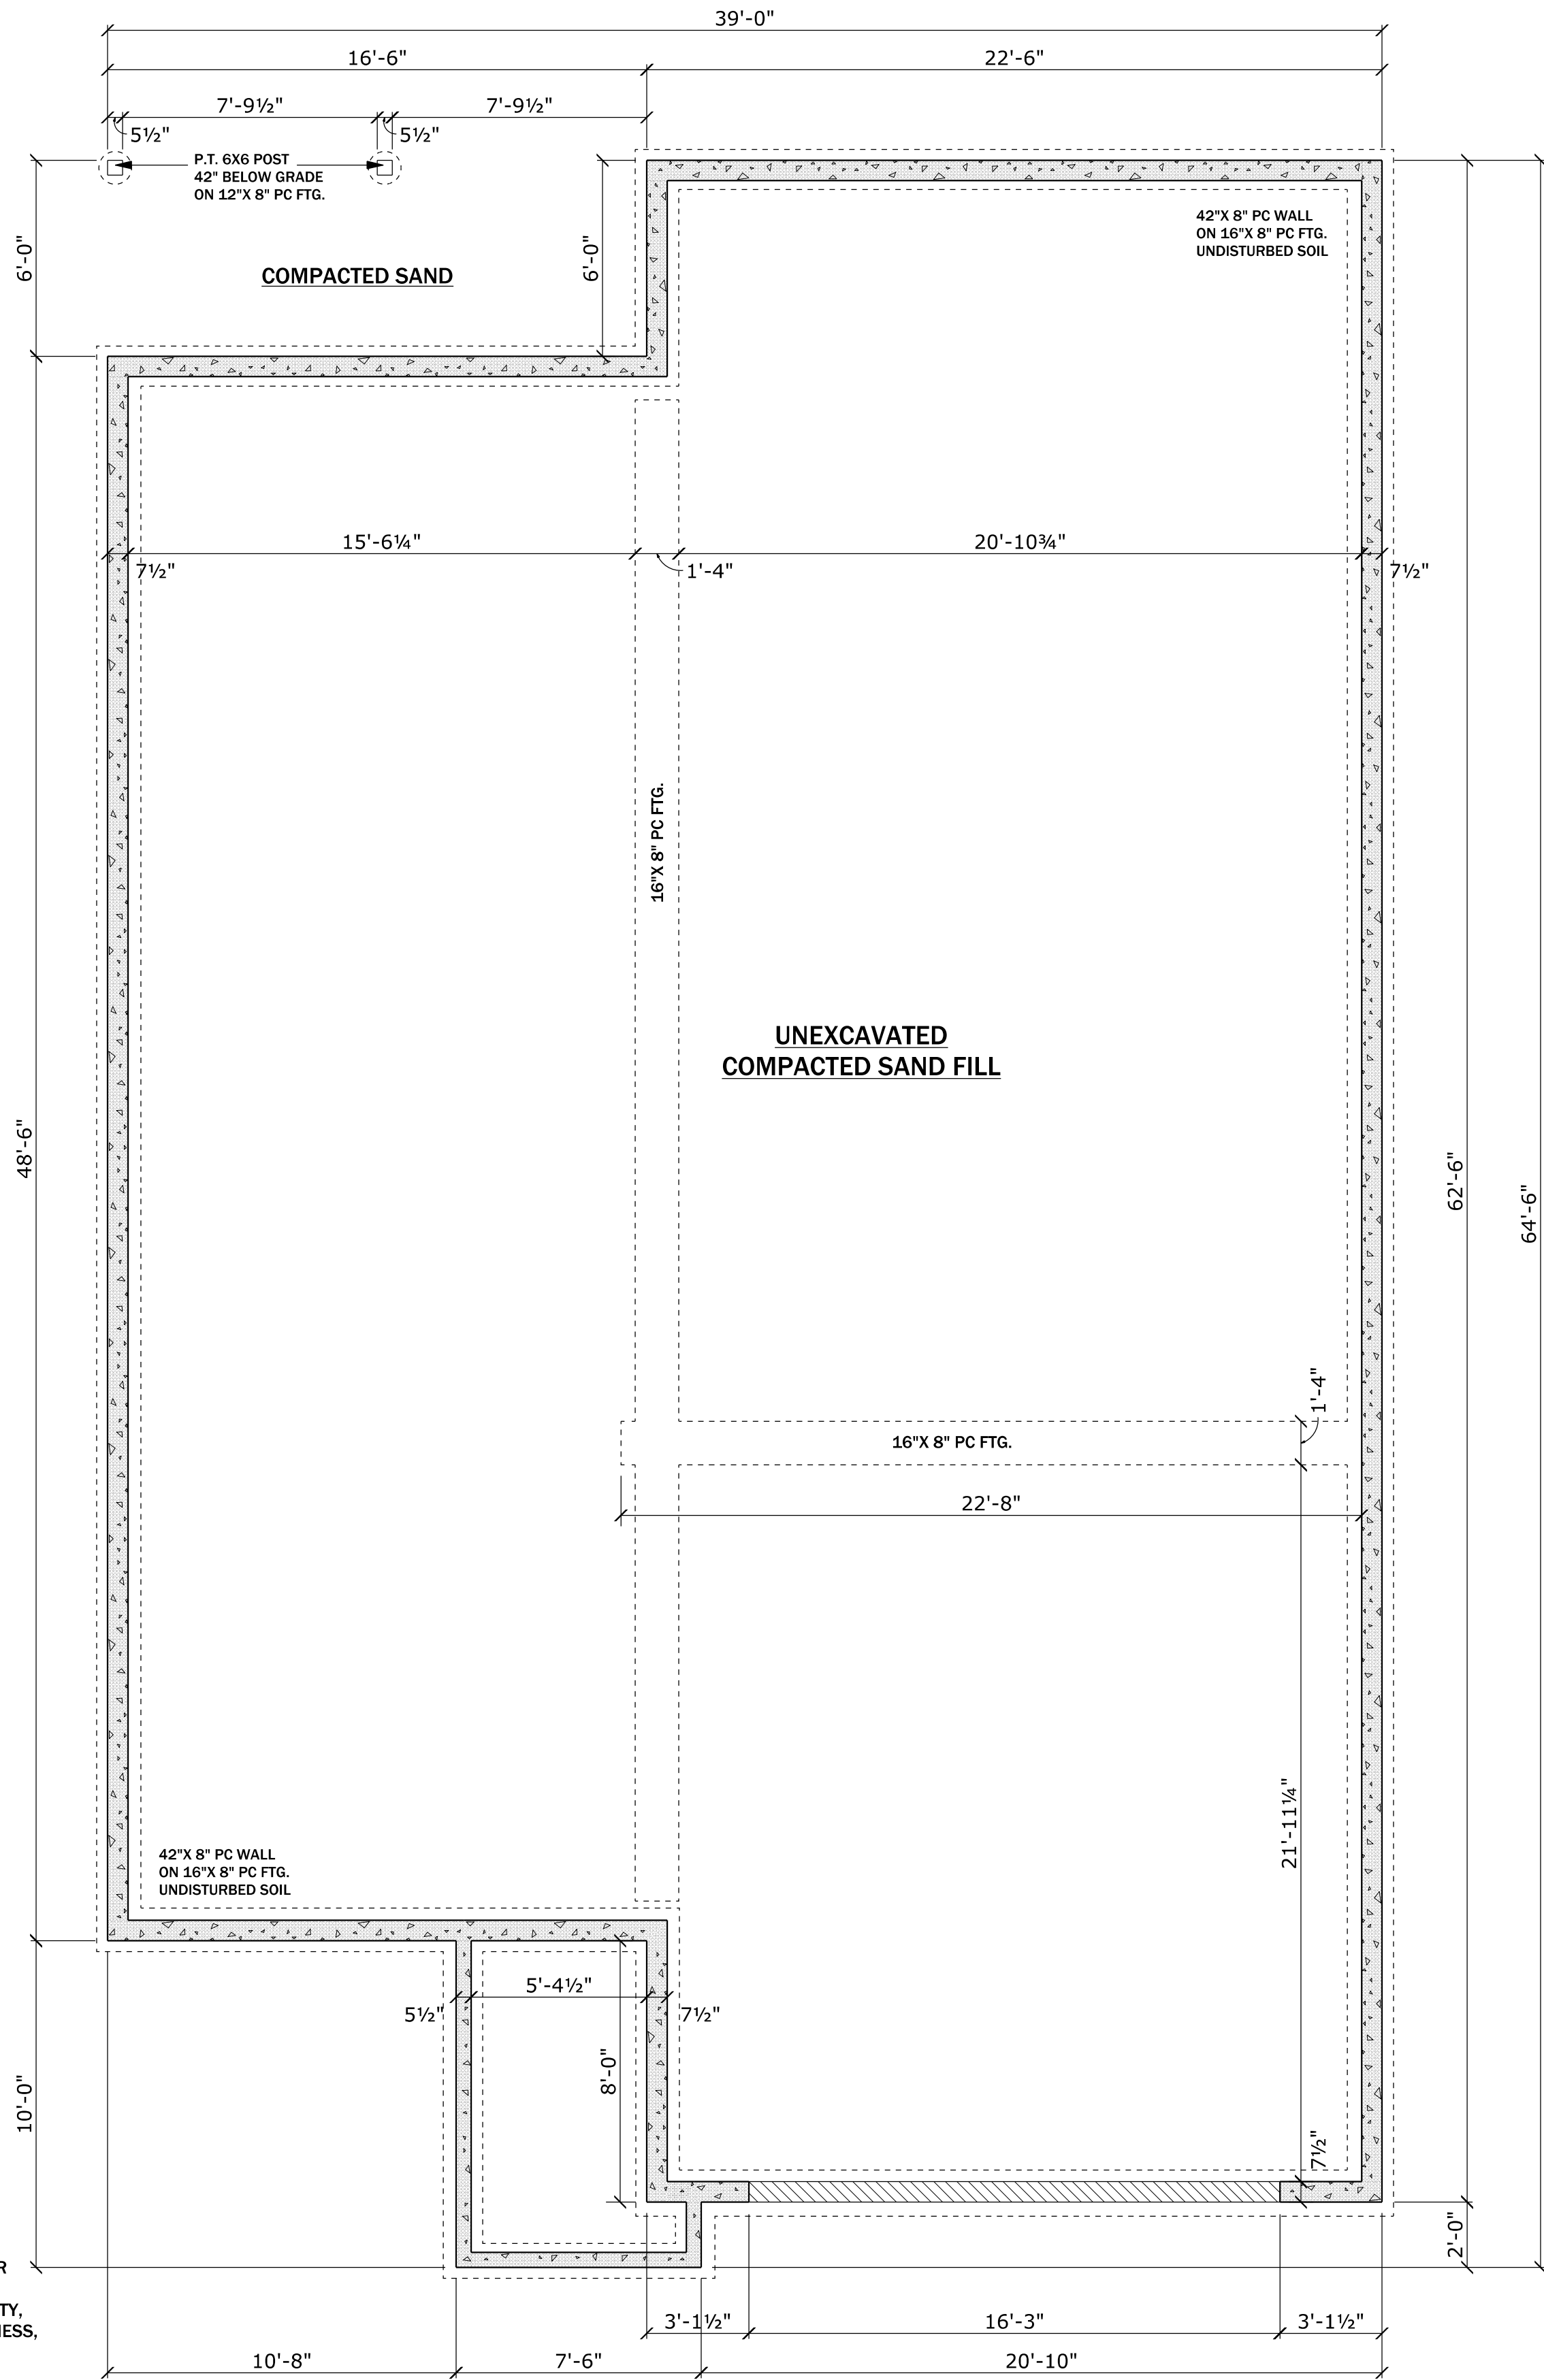 39'-0"
16'-6"
22'-6"
7'-9½"
7'-9½"
5½"
5½"
P.T. 6X6 POST
42" BELOW GRADE
ON 12"X 8" PC FTG.
42"X 8" PC WALL
ON 16"X 8" PC FTG.
UNDISTURBED SOIL
6'-0"
6'-0"
COMPACTED SAND
15'-6¼"
20'-10¾"
7½"
1'-4"
7½"
16"X 8" PC FTG.
UNEXCAVATED
COMPACTED SAND FILL
48'-6"
62'-6"
64'-6"
1'-4"
16"X 8" PC FTG.
22'-8"
21'-11¼"
42"X 8" PC WALL
ON 16"X 8" PC FTG.
UNDISTURBED SOIL
5'-4½"
5½"
7½"
8'-0"
10'-0"
7½"
2'-0"
R
TY,
IESS,
3'-1½"
16'-3"
3'-1½"
10'-8"
7'-6"
20'-10"